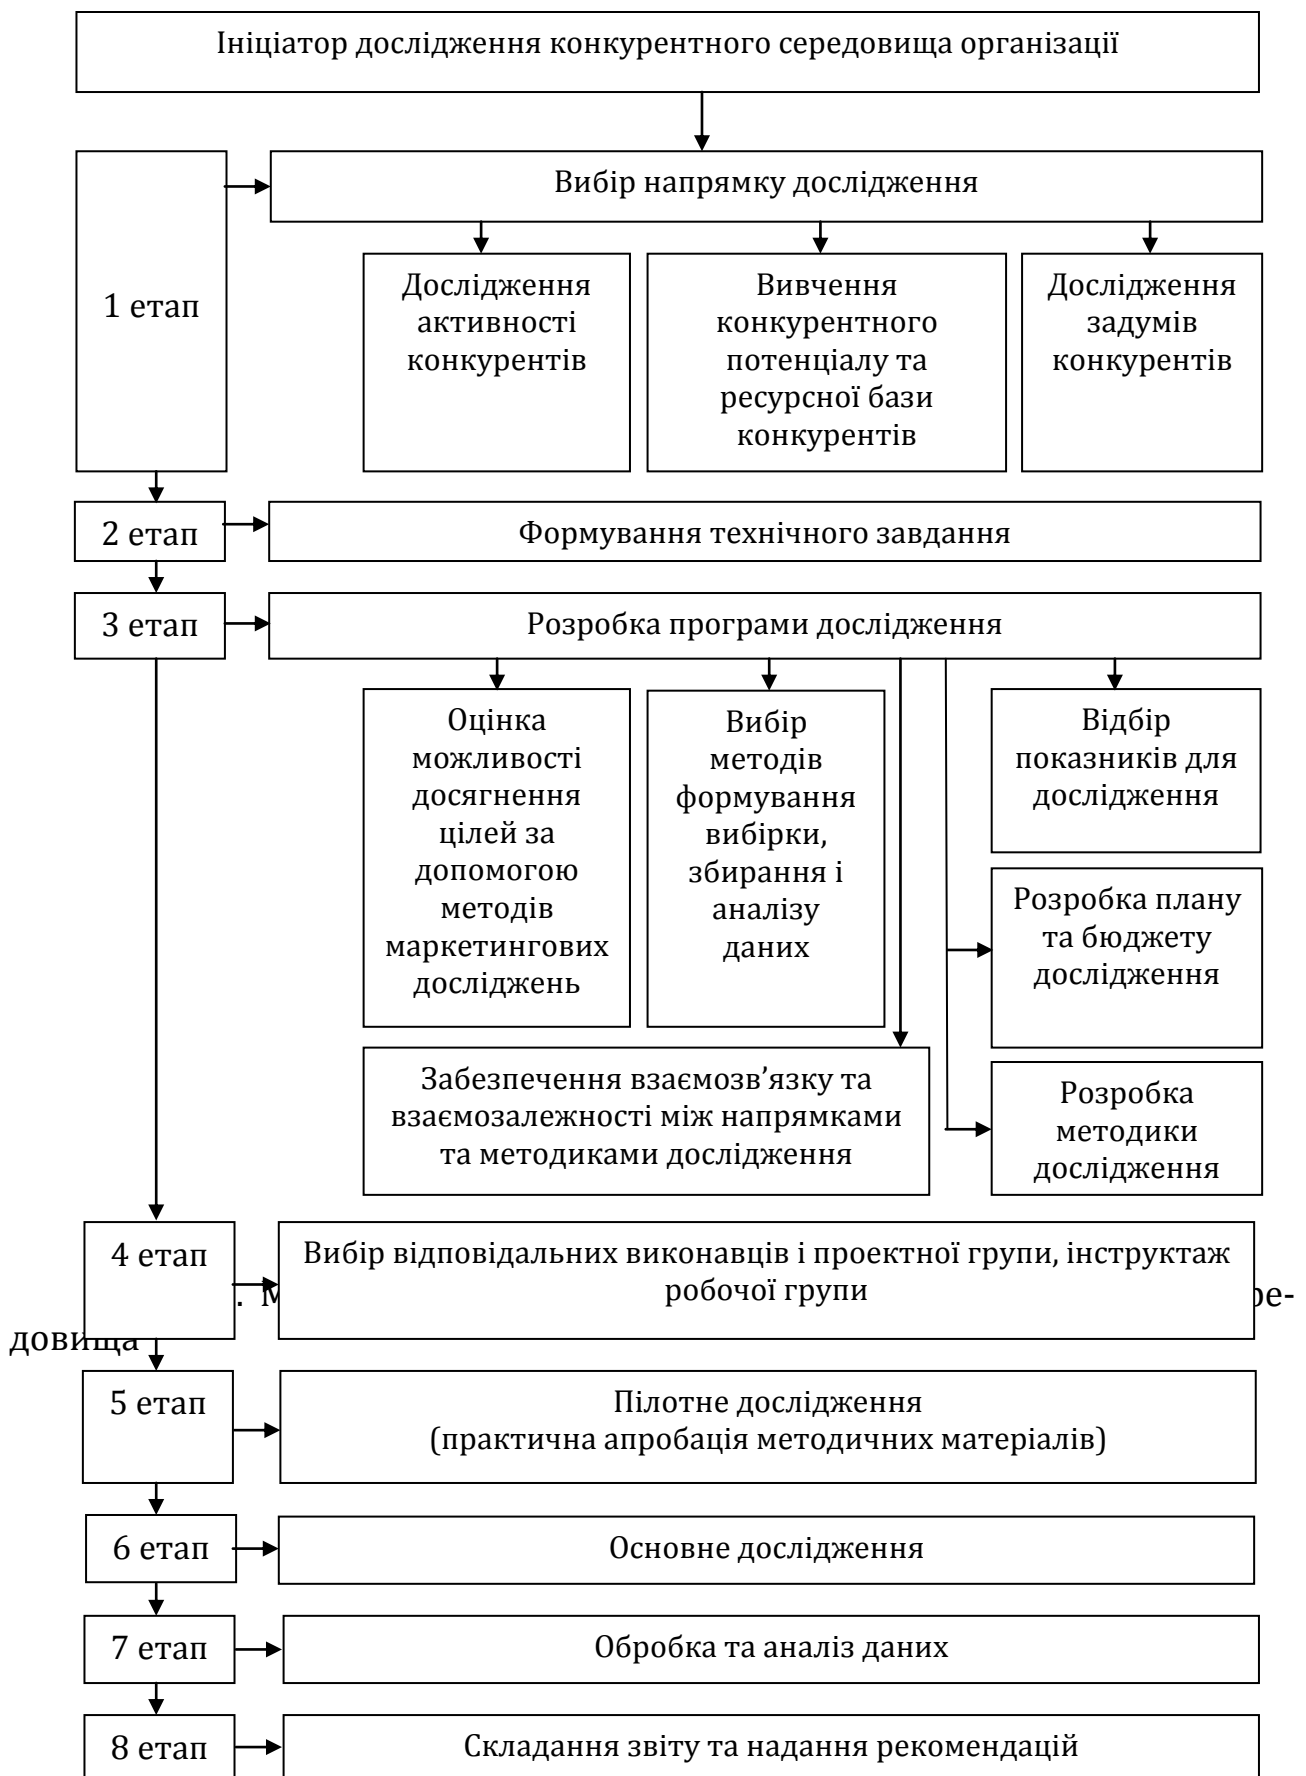 Ініціатор дослідження конкурентного середовища організації
1 етап
Вибір напрямку дослідження
Дослідження
активності
конкурентів
Вивчення
конкурентного
потенціалу та
ресурсної бази
конкурентів
Дослідження
задумів
конкурентів
2 етап
Формування технічного завдання
3 етап
Розробка програми дослідження
Оцінка
можливості
досягнення
цілей за
допомогою
методів
маркетингових
досліджень
Вибір
методів
формування
вибірки,
збирання і
аналізу
даних
Відбір
показників для
дослідження
Розробка плану
та бюджету
дослідження
Забезпечення взаємозв’язку та
взаємозалежності між напрямками
та методиками дослідження
Розробка
методики
дослідження
4 етап
Вибір відповідальних виконавців і проектної групи, інструктаж
робочої групи
довища
5 етап
Пілотне дослідження
(практична апробація методичних матеріалів)
6 етап
Основне дослідження
7 етап
Обробка та аналіз даних
8 етап
Складання звіту та надання рекомендацій